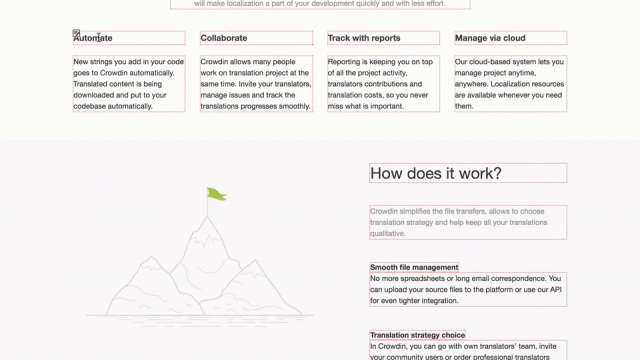 will make localization a part of your development quickly and with less effort.
Automate
Collaborate
Track with reports
Manage via cloud
New strings you add in your code
goes to Crowdin automatically.
Translated content is being
downloaded and put to your
codebase automatically.
Crowdin allows many people
work on translation project at the
same time. Invite your translators,
manage issues and track the
translations progresses smoothly.
Reporting is keeping you on top
of all the project activity,
translators contributions and
translation costs, so you never
miss what is important.
Our cloud-based system lets you
manage project anytime,
anywhere. Localization resources
are available whenever you need
them.
How does it work?
Crowdin simplifies the file transfers, allows to choose
translation strategy and help keep all your translations
qualitative.
Smooth file management
No more spreadsheets or long email correspondence. You
can upload your source files to the platform or use our API
for even tighter integration.
Translation strategy choice
In Crowdin, you can go with own translators' team, invite
your community users or order professional translators